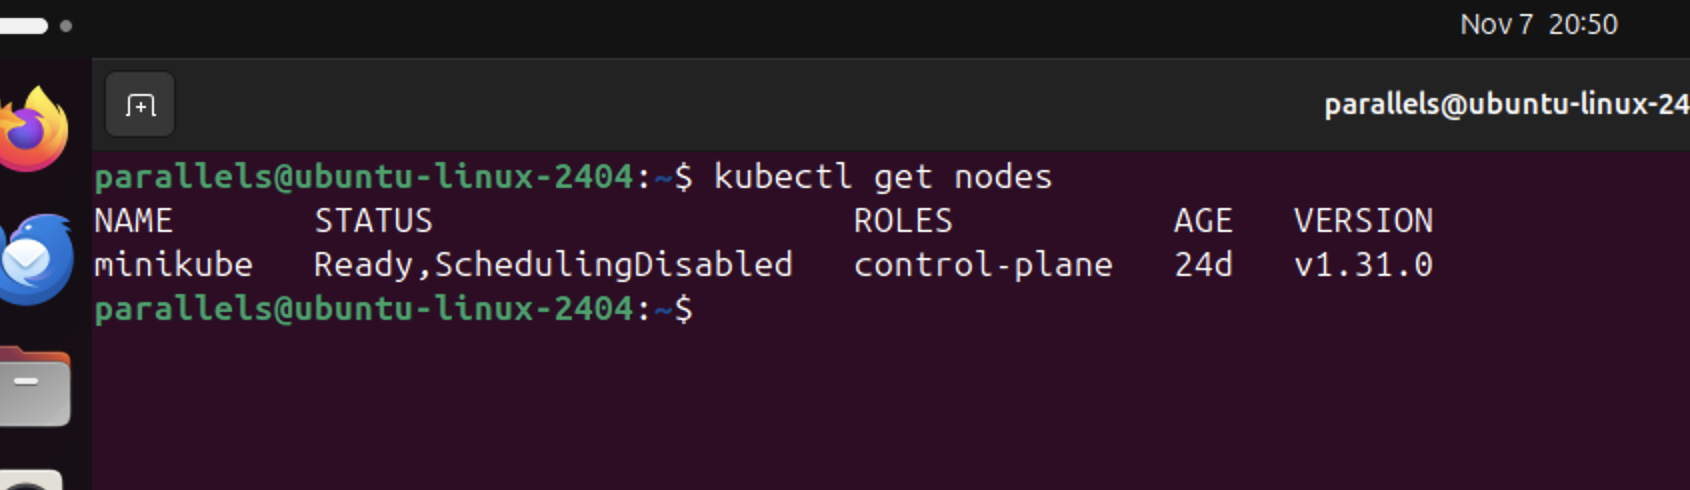 Nov 7 20:50
parallels@ubuntu-linux-24
parallels@ubuntu-linux-2404:~$ kubectl get nodes
NAME STATUS ROLES AGE VERSION
minikube Ready,SchedulingDisabled control-plane 24d v1.31.0
parallels@ubuntu-linux-2404:~$